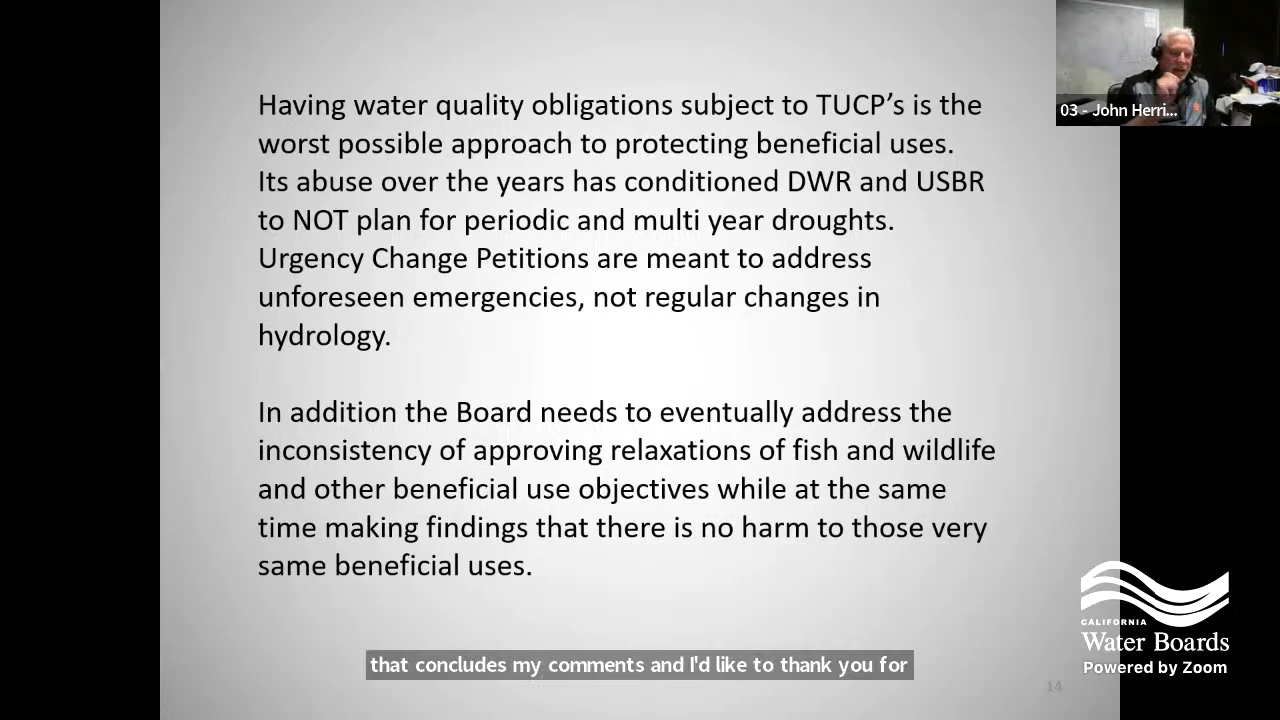 03 - John Herri...
Having water quality obligations subject to TUCP’s is the
worst possible approach to protecting beneficial uses.
Its abuse over the years has conditioned DWR and USBR
to NOT plan for periodic and multi year droughts.
Urgency Change Petitions are meant to address
unforeseen emergencies, not regular changes in
hydrology.
In addition the Board needs to eventually address the
inconsistency of approving relaxations of fish and wildlife
and other beneficial use objectives while at the same
time making findings that there is no harm to those very
same beneficial uses.
CALIFORNIA
Water Boards
Powered by Zoom
that concludes my comments and I'd like to thank you for
14